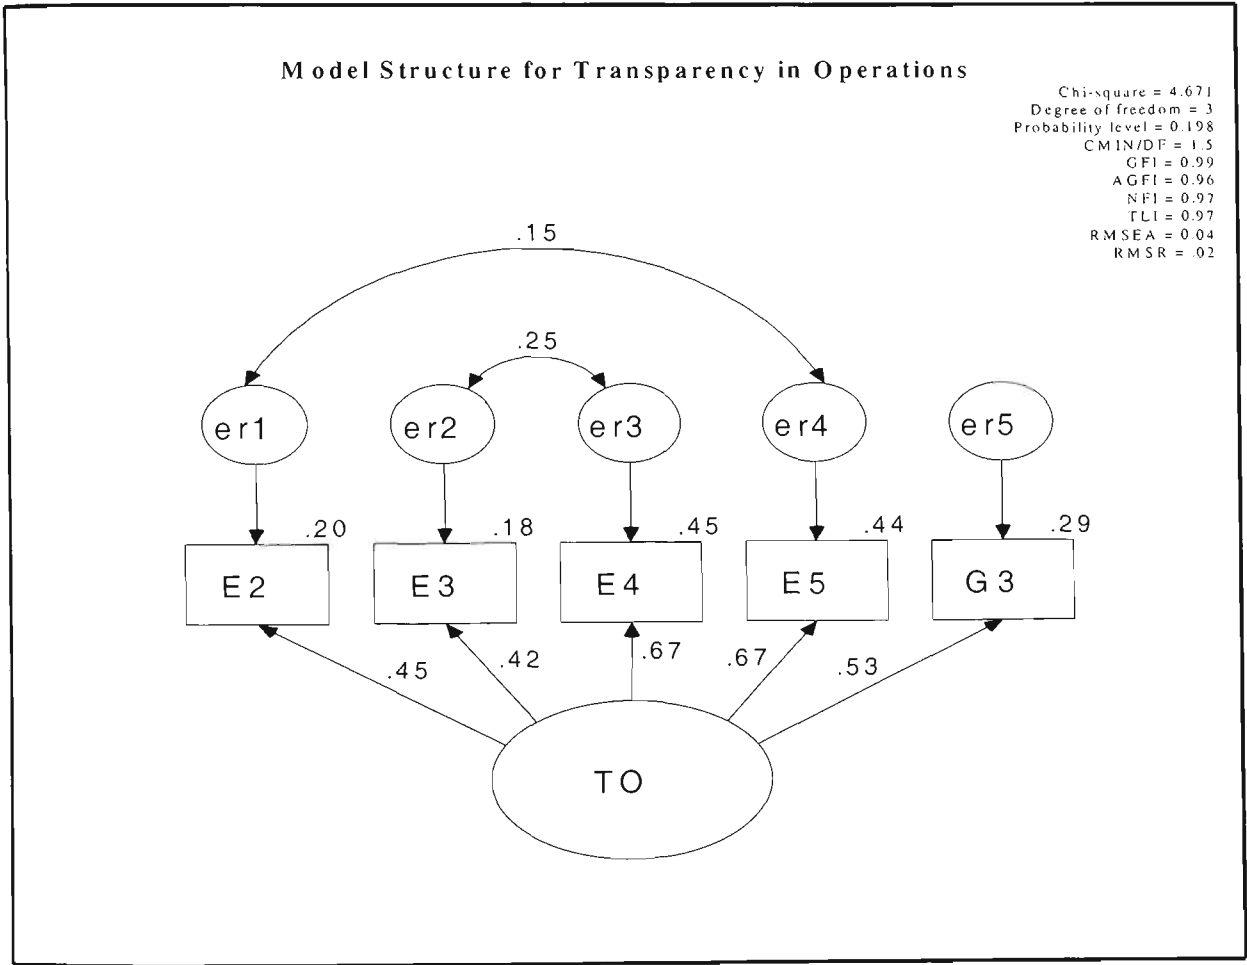 Model Structure for Transparency in Operations
Chi-square = 4.671
Degree of freedom = 3
Probability level = 0.198
CMIN/DF = 1.5
GFI = 0.99
AGFI = 0.96
NFI = 0.97
TLI = 0.97
RMSEA = 0.04
RMSR = .02
.15
.25
er1 er2 er3 er4 er5
.20 .18 .45 .44 .29
E2 E3 E4 E5 G3
.45 .42 .67 .67 .53
TO